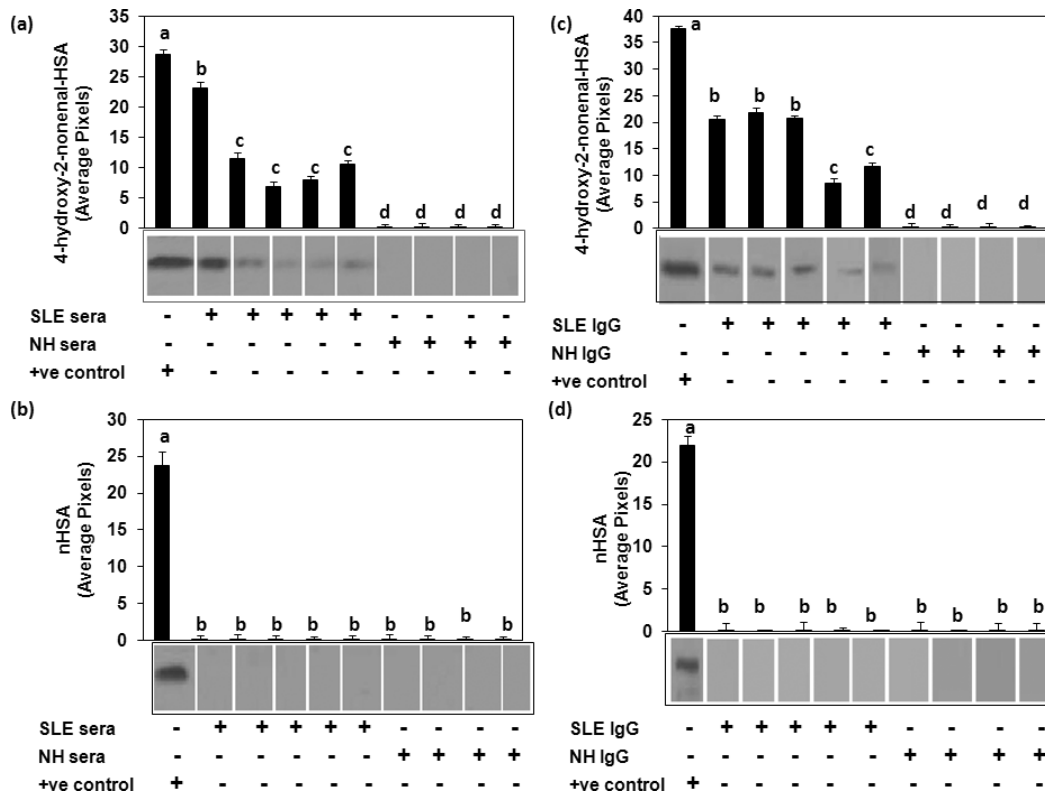 (a)
4-hydroxy-2-nonenal-HSA
(Average Pixels)
35
30
25
20
15
10
5
0
a
b
c
c
c
c
d
d
d
d
SLE sera - + + + + + - - - -
NH sera - - - - - - + + + +
+ve control + - - - - - - - - -
(c)
4-hydroxy-2-nonenal-HSA
(Average Pixels)
40
35
30
25
20
15
10
5
0
a
b
b
b
c
c
d
d
d
d
SLE IgG - + + + + + - - - -
NH IgG - - - - - - + + + +
+ve control + - - - - - - - - -
(b)
nHSA
(Average Pixels)
30
25
20
15
10
5
0
a
b
b
b
b
b
b
b
b
b
SLE sera - + + + + + - - - -
NH sera - - - - - - + + + +
+ve control + - - - - - - - - -
(d)
nHSA
(Average Pixels)
25
20
15
10
5
0
a
b
b
b
b
b
b
b
b
b
SLE IgG - + + + + + - - - -
NH IgG - - - - - - + + + +
+ve control + - - - - - - - - -